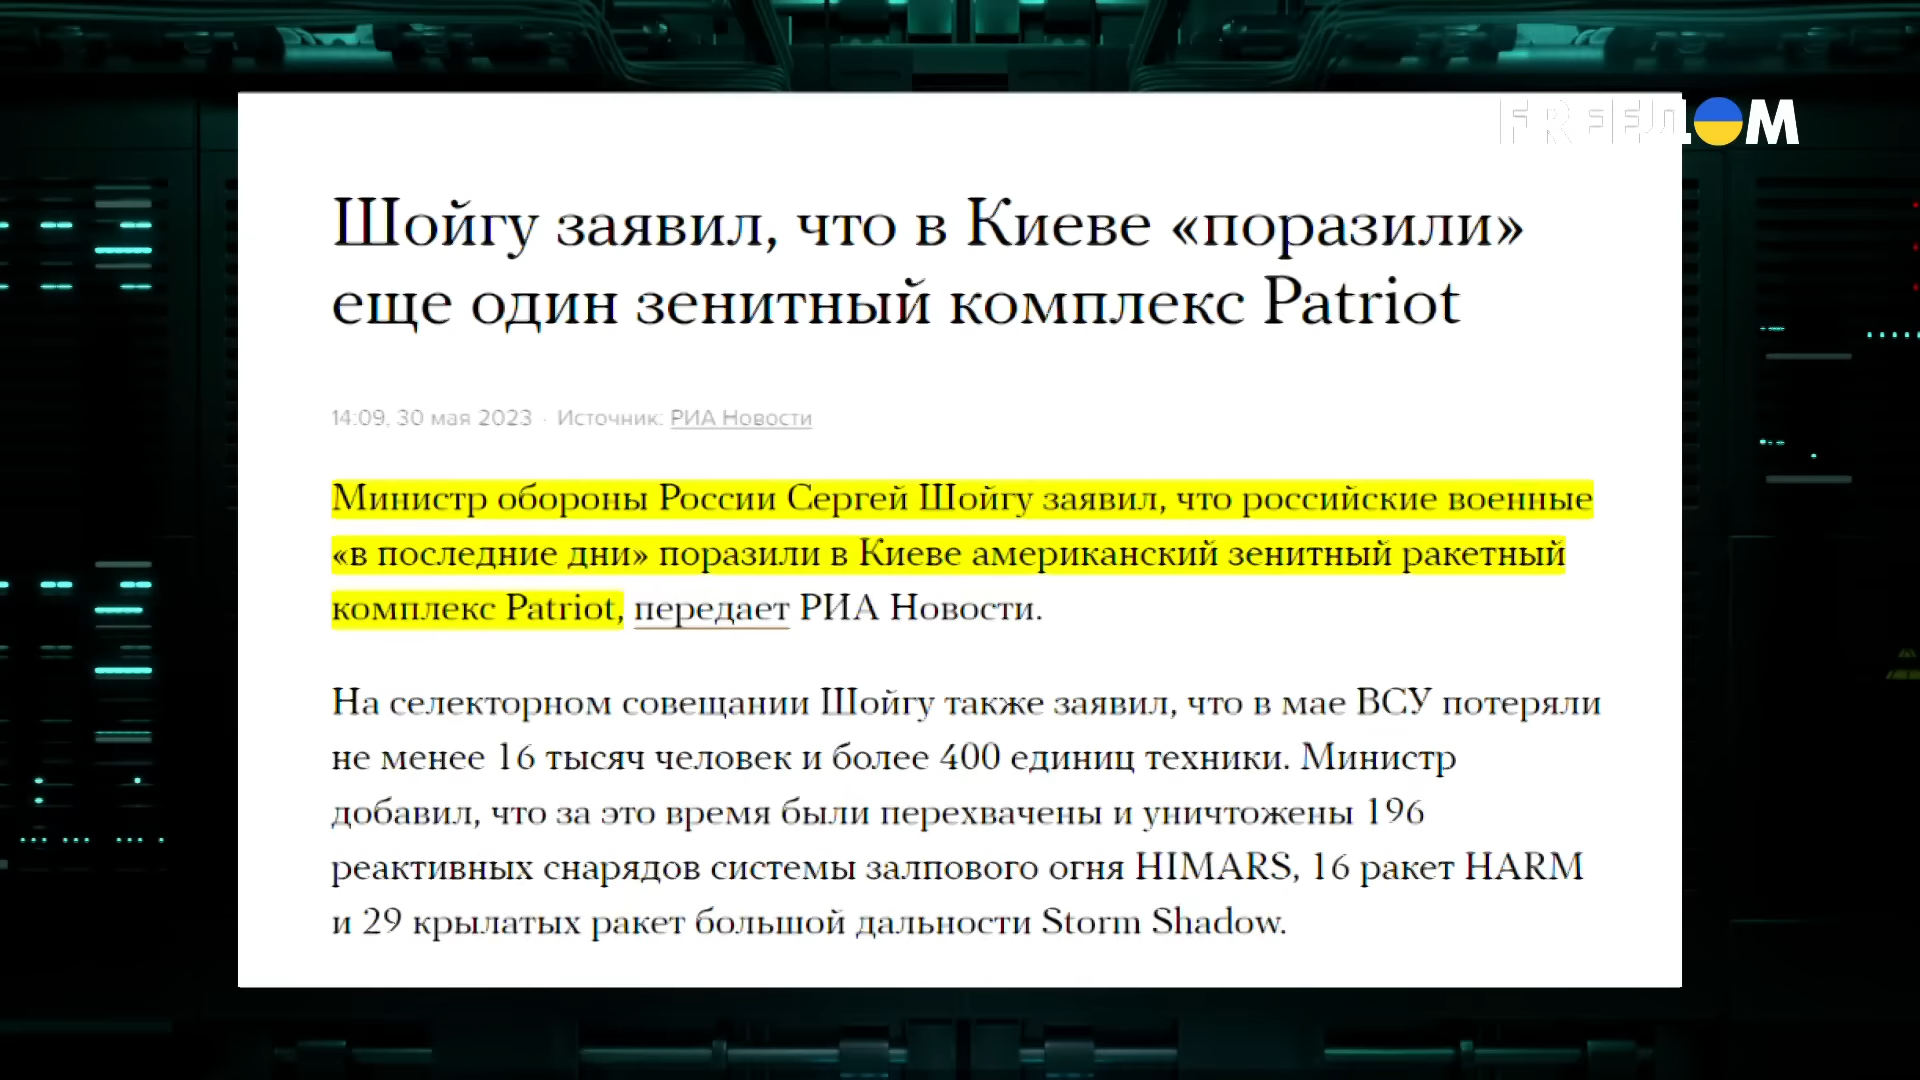 FREEДOM
Шойгу заявил, что в Киеве «поразили»
еще один зенитный комплекс Patriot
14:09, 30 мая 2023 · Источник: РИА Новости
Министр обороны России Сергей Шойгу заявил, что российские военные
«в последние дни» поразили в Киеве американский зенитный ракетный
комплекс Patriot, передает РИА Новости.
На селекторном совещании Шойгу также заявил, что в мае ВСУ потеряли
не менее 16 тысяч человек и более 400 единиц техники. Министр
добавил, что за это время были перехвачены и уничтожены 196
реактивных снарядов системы залпового огня HIMARS, 16 ракет HARM
и 29 крылатых ракет большой дальности Storm Shadow.